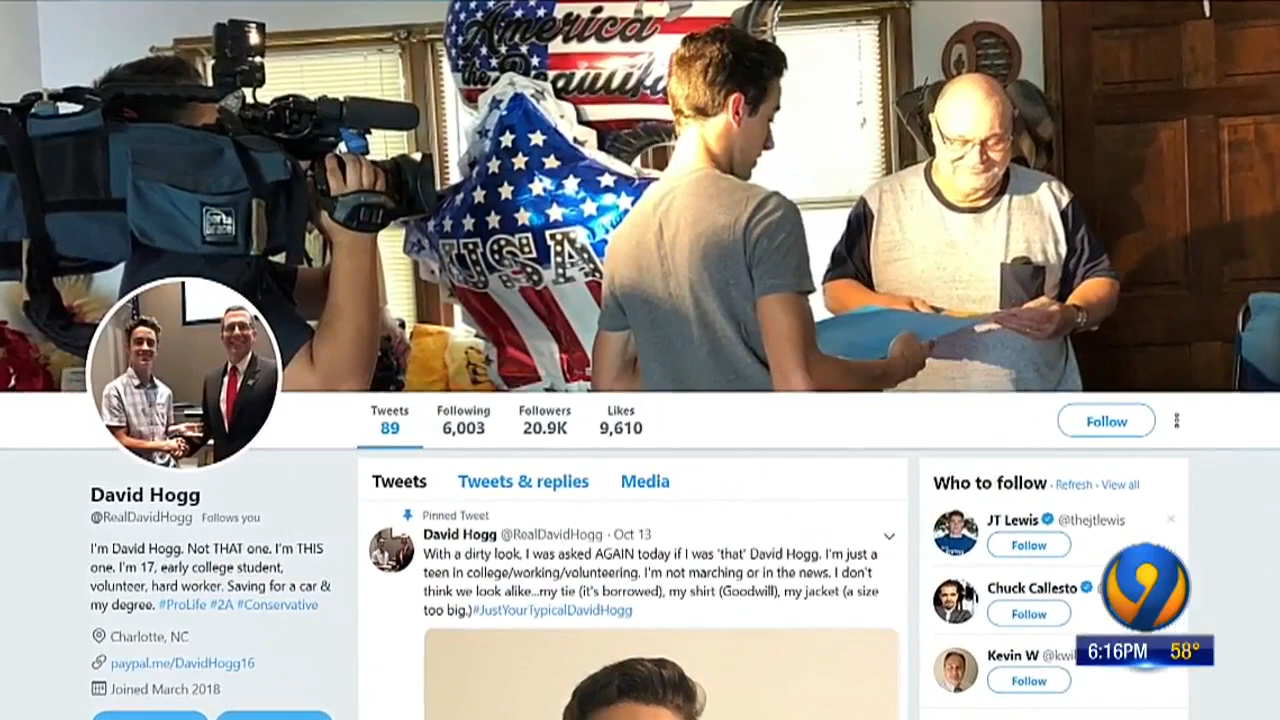 America
the Beautiful
USA
Porta
Brace
Tweets
89
Following
6,003
Followers
20.9K
Likes
9,610
Follow
David Hogg
@RealDavidHogg Follows you
I'm David Hogg. Not THAT one. I'm THIS
one. I'm 17, early college student,
volunteer, hard worker. Saving for a car &
my degree. #ProLife #2A #Conservative
Charlotte, NC
paypal.me/DavidHogg16
Joined March 2018
Tweets Tweets & replies Media
Pinned Tweet
David Hogg @RealDavidHogg · Oct 13
With a dirty look, I was asked AGAIN today if I was 'that' David Hogg. I'm just a
teen in college/working/volunteering. I'm not marching or in the news. I don't
think we look alike...my tie (it's borrowed), my shirt (Goodwill), my jacket (a size
too big.)#JustYourTypicalDavidHogg
Who to follow · Refresh · View all
JT Lewis @thejtlewis
Follow
Chuck Callesto @
Follow
Kevin W @kwi
Follow
9
6:16PM 58°